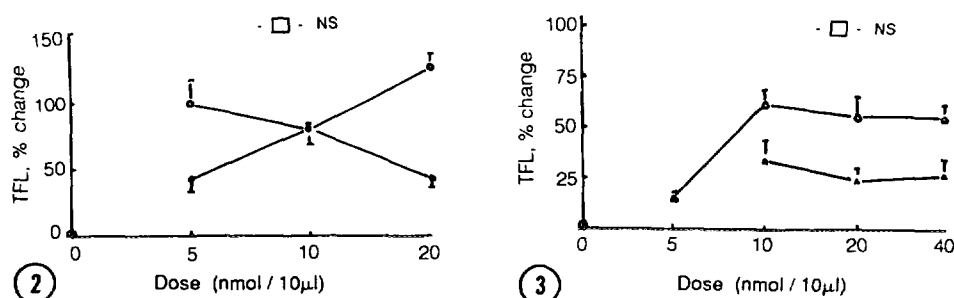 - □ - NS
150
100
50
0
TFL, % change
0 5 10 20
Dose (nmol / 10µl)
2
- □ - NS
100
75
50
25
TFL, % change
0 5 10 20 40
Dose (nmol / 10µl)
3